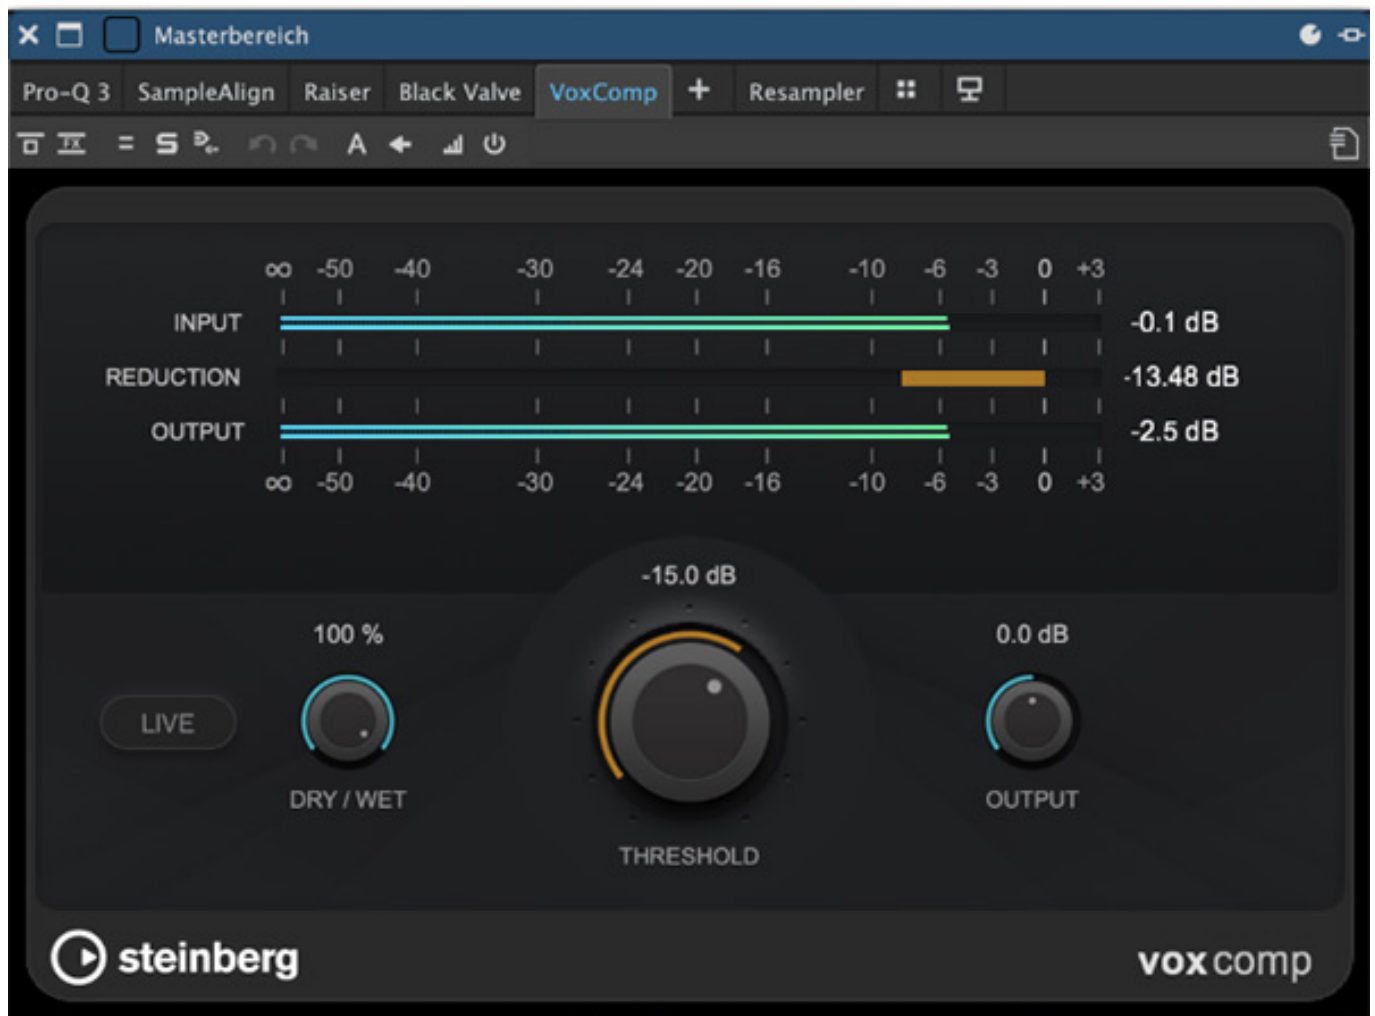 Masterbereich
Pro-Q 3 SampleAlign Raiser Black Valve VoxComp + Resampler
FX = S A
∞ -50 -40 -30 -24 -20 -16 -10 -6 -3 0 +3
INPUT -0.1 dB
REDUCTION -13.48 dB
OUTPUT -2.5 dB
∞ -50 -40 -30 -24 -20 -16 -10 -6 -3 0 +3
-15.0 dB
100 % 0.0 dB
LIVE
DRY / WET OUTPUT
THRESHOLD
steinberg voxcomp